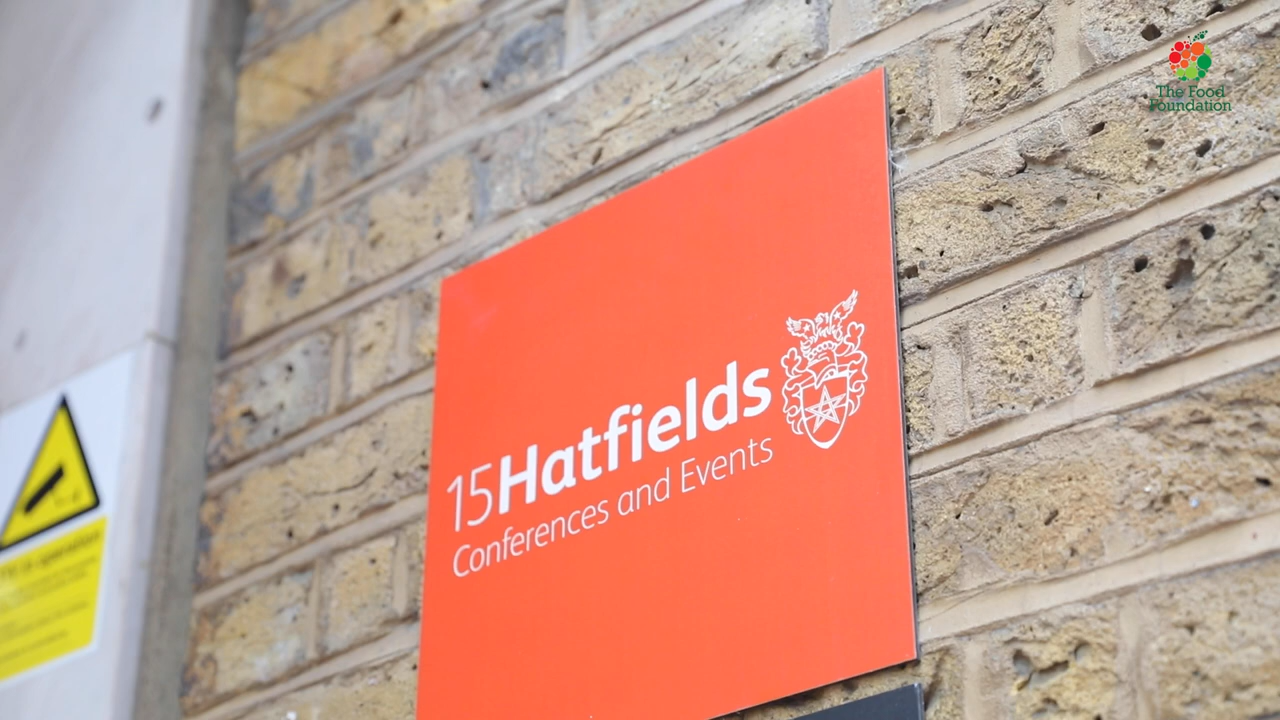 The Food
Foundation
15Hatfields
Conferences and Events